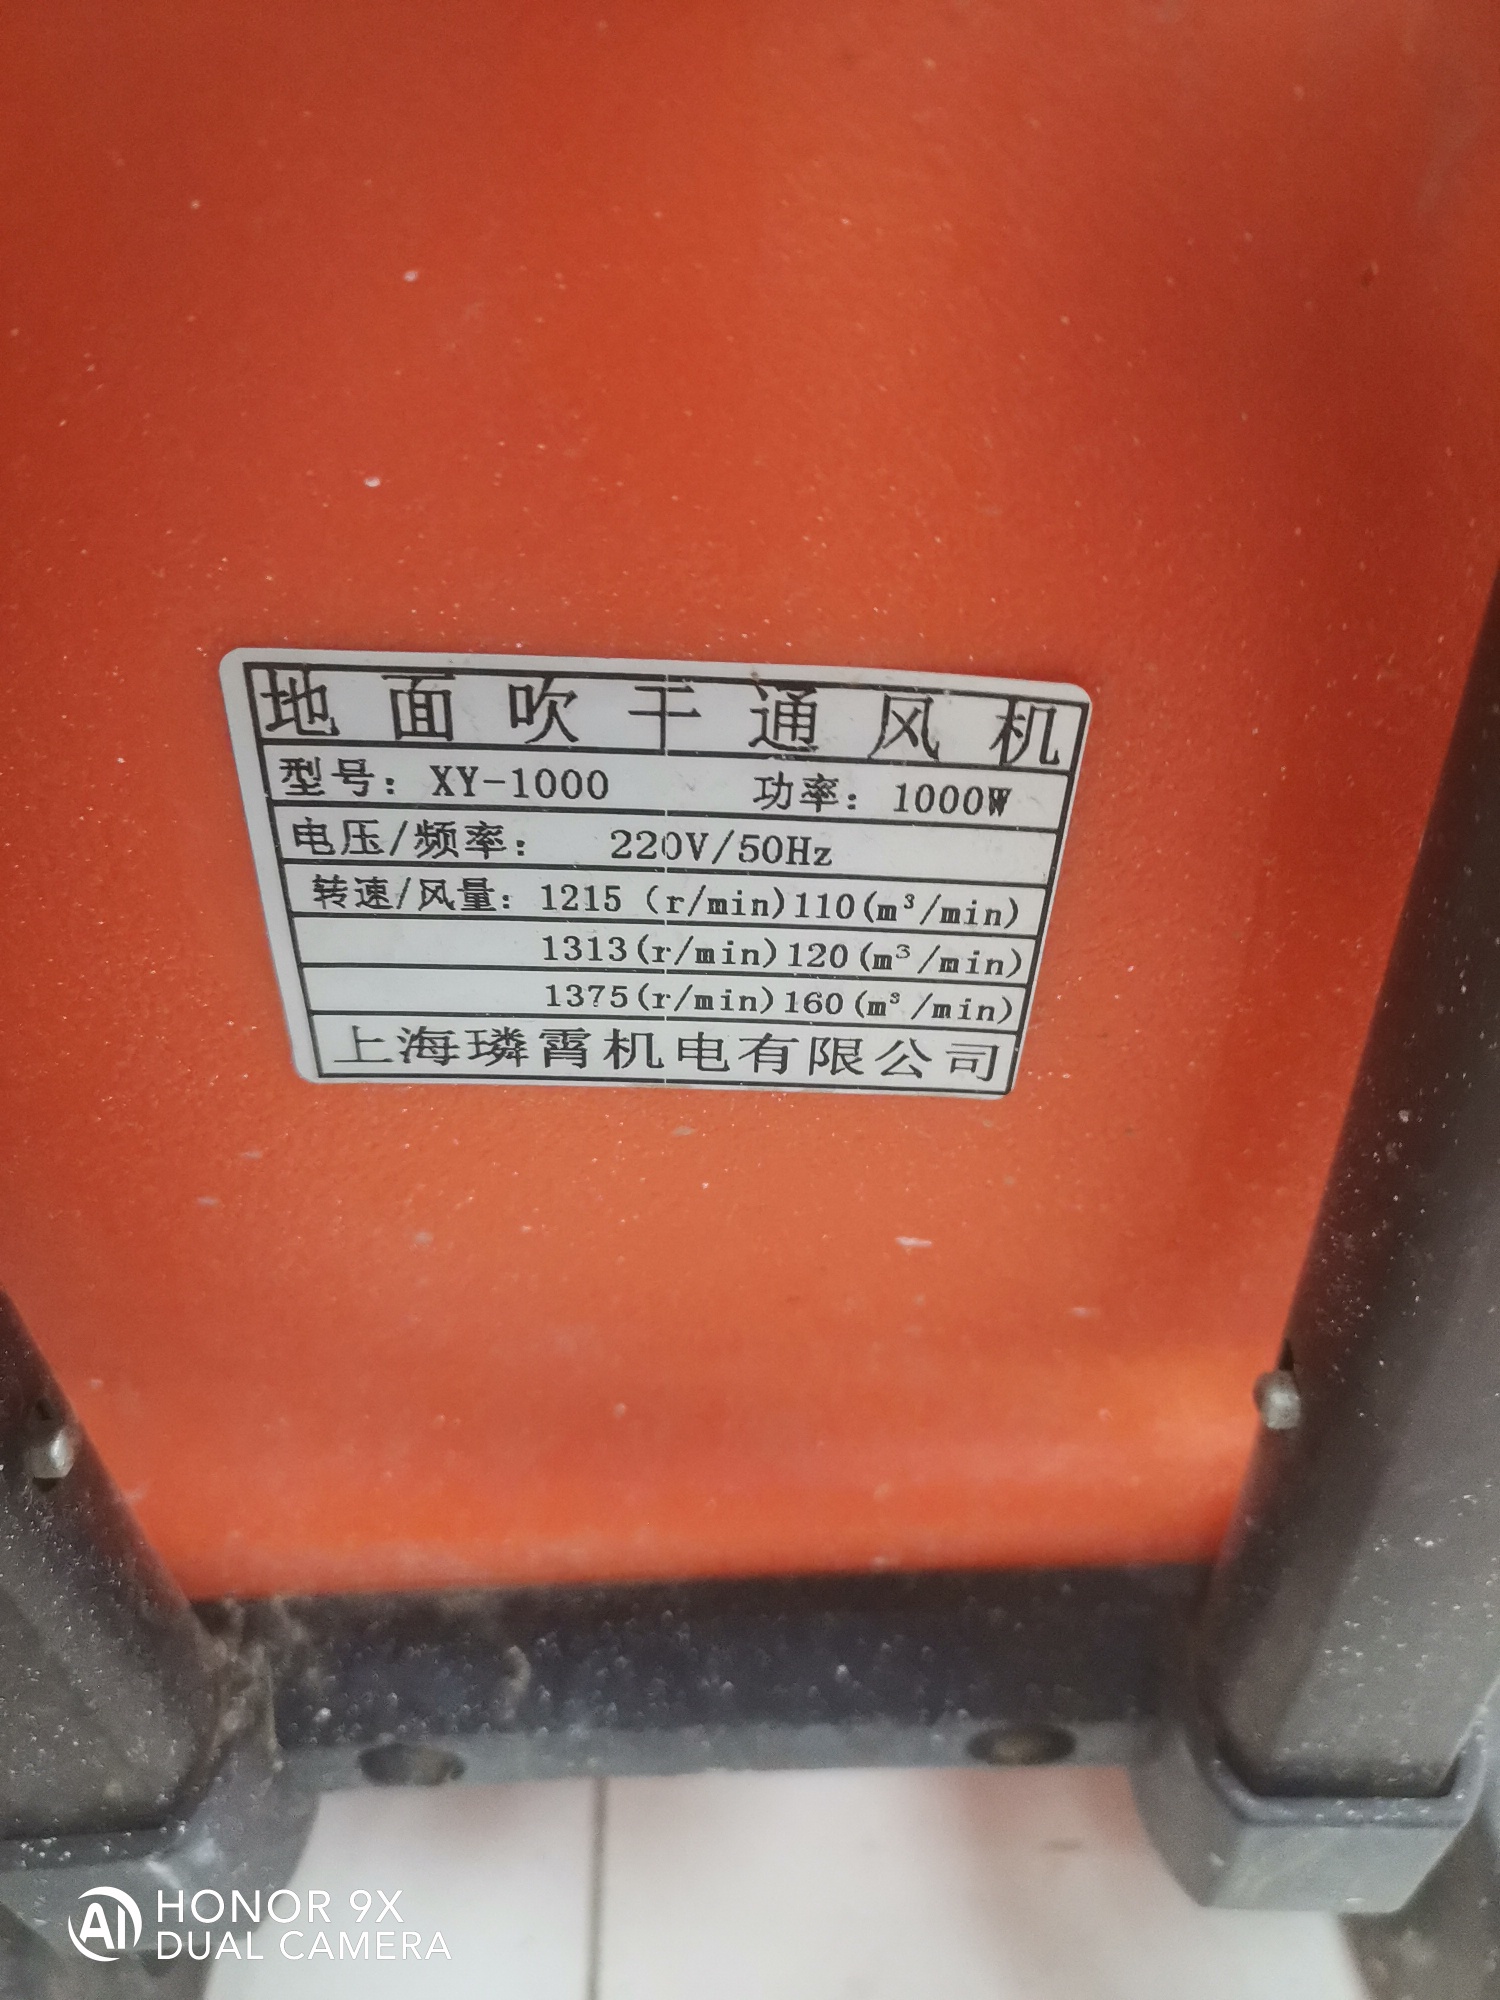 地面吹干通风机
型号：XY-1000 功率：1000W
电压/频率： 220V/50Hz
转速/风量：1215（r/min)110(m³/min)
1313(r/min)120(m³/min)
1375(r/min)160(m³/min)
上海璘霄机电有限公司
AI HONOR 9X
DUAL CAMERA